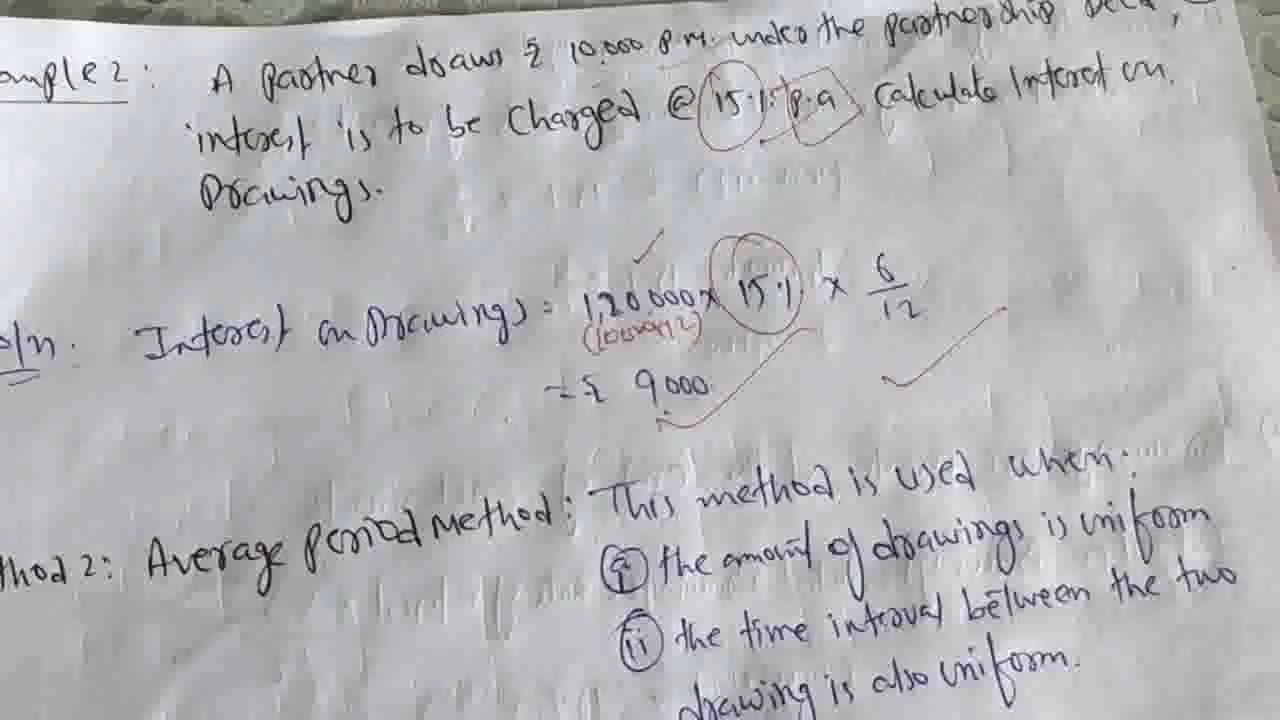 ample 2: A partner draws ₹ 10,000 P.m. under the partnership Deed,
interest is to be charged @ 15% p.a Calculate Interest on
Drawings.
o/n. Interest on Drawings = 1,20,000 x 15% x 6/12
(10000x12)
= ₹ 9000
thod 2: Average period Method: This method is used when:
(i) the amount of drawings is uniform
(ii) the time interval between the two
drawing is also uniform.